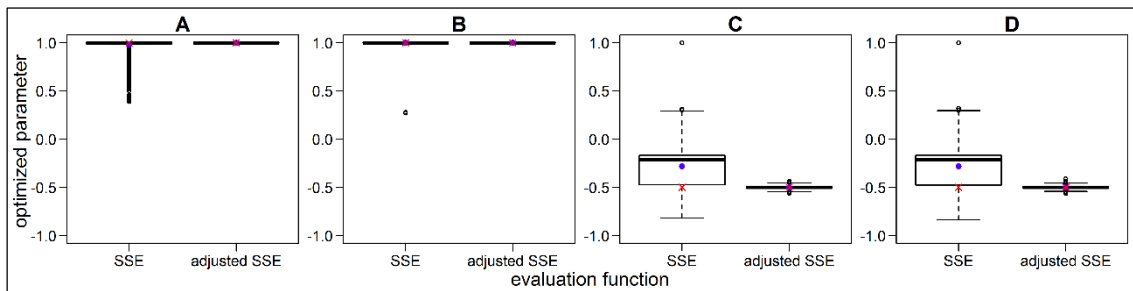 A B C D
optimized parameter
1.0 1.0 1.0 1.0
0.5 0.5 0.5 0.5
0.0 0.0 0.0 0.0
-0.5 -0.5 -0.5 -0.5
-1.0 -1.0 -1.0 -1.0
SSE adjusted SSE SSE adjusted SSE SSE adjusted SSE SSE adjusted SSE
evaluation function